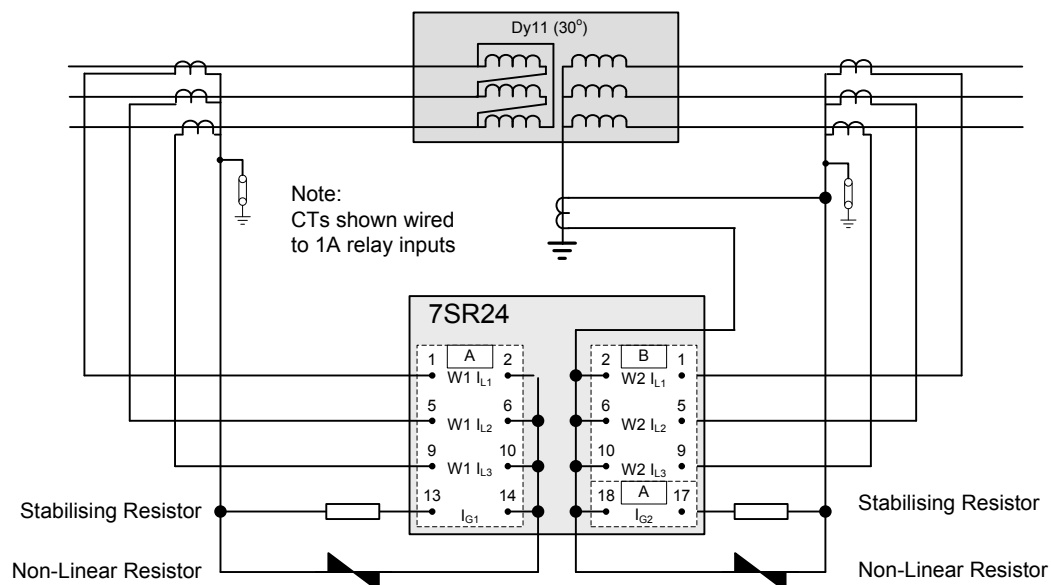 Dy11 (30°)
Note:
CTs shown wired
to 1A relay inputs
7SR24
1 A 2
W1 IL1
2 B 1
W2 IL1
5 6
W1 IL2
6 5
W2 IL2
9 10
W1 IL3
10 9
W2 IL3
Stabilising Resistor
13 14
IG1
18 A 17
IG2
Stabilising Resistor
Non-Linear Resistor
Non-Linear Resistor